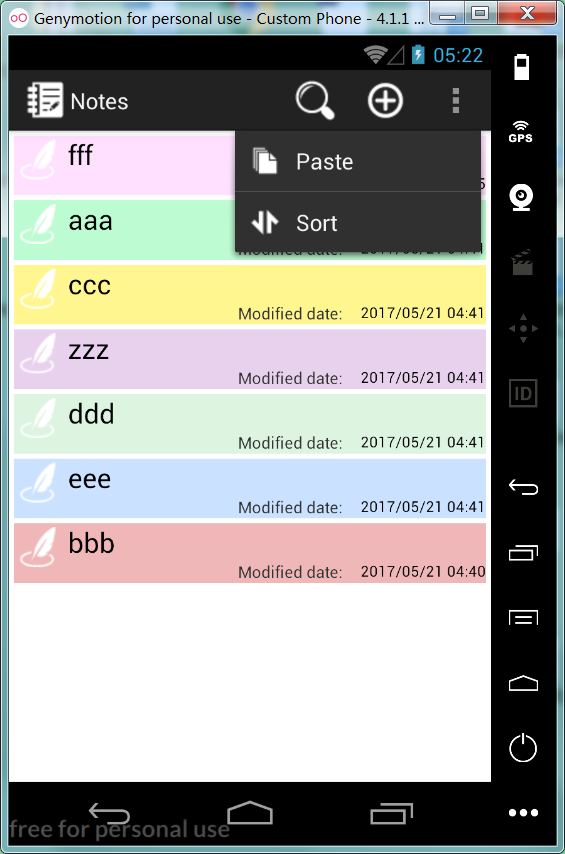 Genymotion for personal use - Custom Phone - 4.1.1 ...
05:22
Notes
GPS
fff
Paste
5
aaa
Sort
Modified date:
ccc
Modified date: 2017/05/21 04:41
zzz
Modified date: 2017/05/21 04:41
ID
ddd
Modified date: 2017/05/21 04:41
eee
Modified date: 2017/05/21 04:41
bbb
Modified date: 2017/05/21 04:40
free for personal use